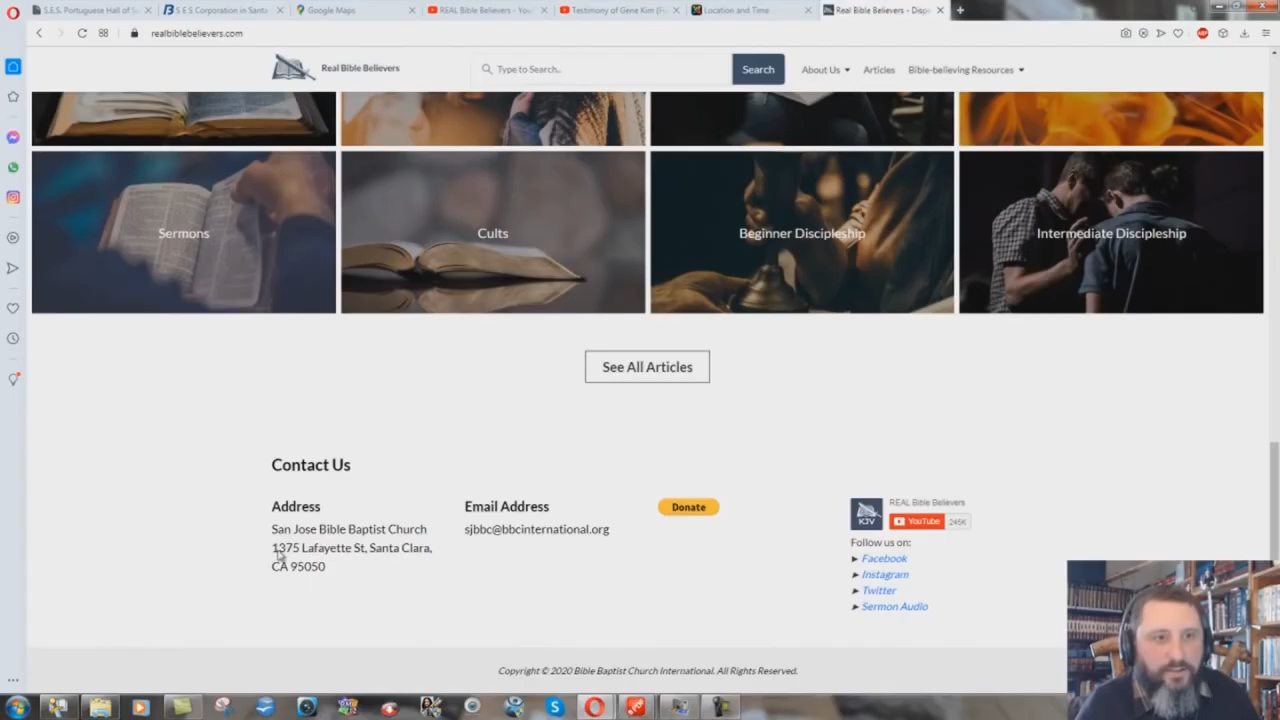 S.E.S. Portuguese Hall of S
S E S Corporation in Santa
Google Maps
REAL Bible Believers - You
Testimony of Gene Kim (Fu
Location and Time
Real Bible Believers - Dispe
realbiblebelievers.com
Real Bible Believers
Type to Search..
Search
About Us
Articles
Bible-believing Resources
Sermons
Cults
Beginner Discipleship
Intermediate Discipleship
See All Articles
Contact Us
Address
San Jose Bible Baptist Church
1375 Lafayette St, Santa Clara,
CA 95050
Email Address
sjbbc@bbcinternational.org
Donate
KJV
REAL Bible Believers
YouTube 245K
Follow us on:
► Facebook
► Instagram
► Twitter
► Sermon Audio
Copyright © 2020 Bible Baptist Church International. All Rights Reserved.